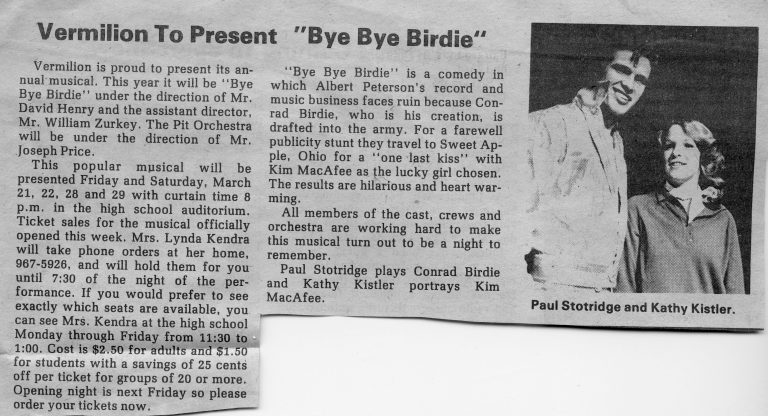 Vermilion To Present "Bye Bye Birdie"
Vermilion is proud to present its an-
nual musical. This year it will be "Bye
Bye Birdie" under the direction of Mr.
David Henry and the assistant director,
Mr. William Zurkey. The Pit Orchestra
will be under the direction of Mr.
Joseph Price.
This popular musical will be
presented Friday and Saturday, March
21, 22, 28 and 29 with curtain time 8
p.m. in the high school auditorium.
Ticket sales for the musical officially
opened this week. Mrs. Lynda Kendra
will take phone orders at her home,
967-5926, and will hold them for you
until 7:30 of the night of the per-
formance. If you would prefer to see
exactly which seats are available, you
can see Mrs. Kendra at the high school
Monday through Friday from 11:30 to
1:00. Cost is $2.50 for adults and $1.50
for students with a savings of 25 cents
off per ticket for groups of 20 or more.
Opening night is next Friday so please
order your tickets now.
"Bye Bye Birdie" is a comedy in
which Albert Peterson's record and
music business faces ruin because Con-
rad Birdie, who is his creation, is
drafted into the army. For a farewell
publicity stunt they travel to Sweet Ap-
ple, Ohio for a "one last kiss" with
Kim MacAfee as the lucky girl chosen.
The results are hilarious and heart war-
ming.
All members of the cast, crews and
orchestra are working hard to make
this musical turn out to be a night to
remember.
Paul Stotridge plays Conrad Birdie
and Kathy Kistler portrays Kim
MacAfee.
Paul Stotridge and Kathy Kistler.